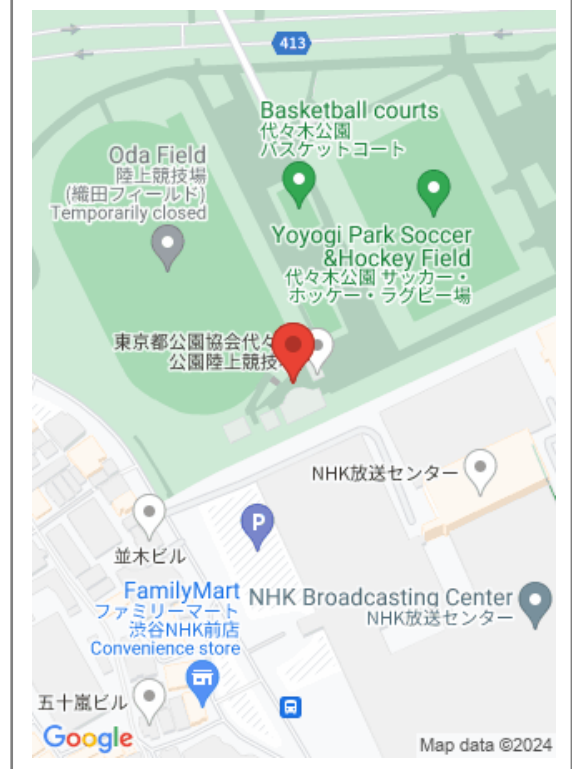 413
Basketball courts
代々木公園
バスケットコート
Oda Field
陸上競技場
(織田フィールド)
Temporarily closed
Yoyogi Park Soccer
&Hockey Field
代々木公園 サッカー・
ホッケー・ラグビー場
東京都公園協会代々
公園陸上競技
NHK放送センター
P
並木ビル
FamilyMart
ファミリーマート
渋谷NHK前店
Convenience store
NHK Broadcasting Center
NHK放送センター
五十嵐ビル
Google
Map data ©2024